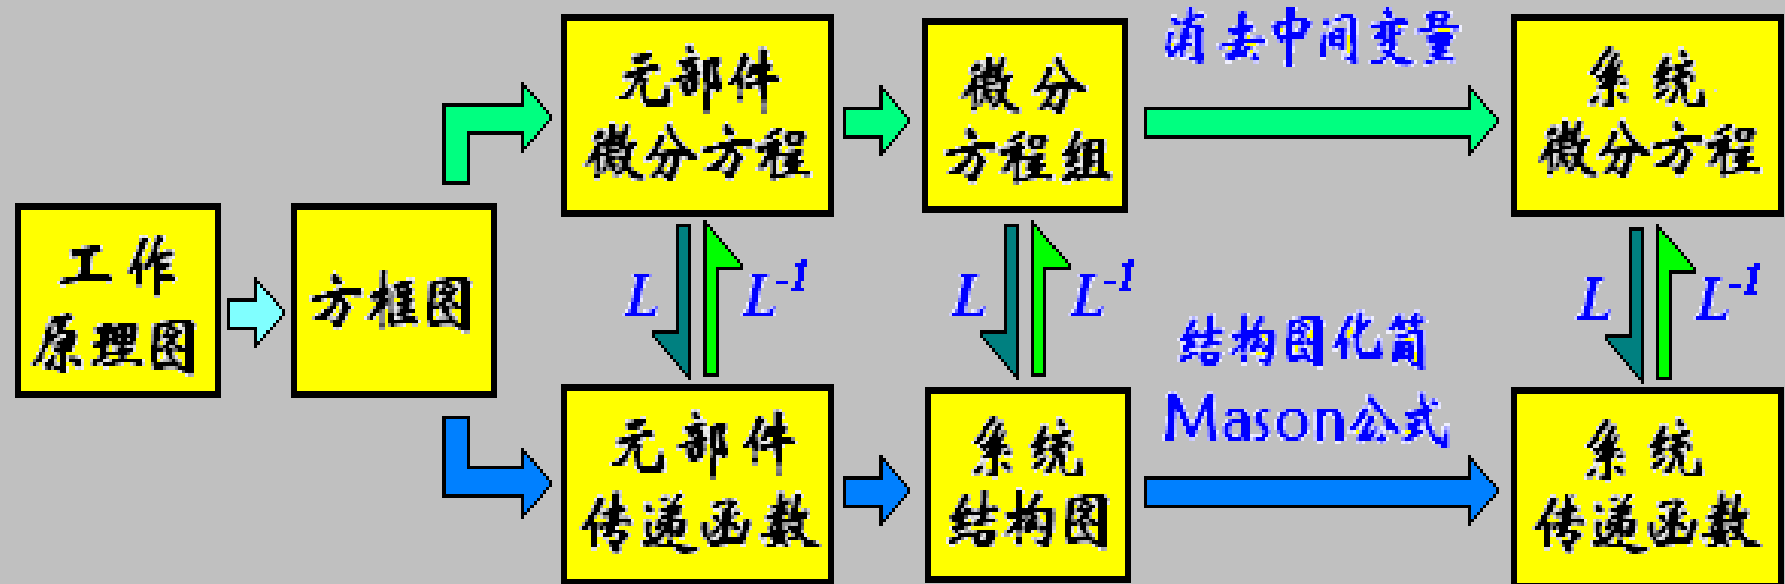 工作
原理图
方框图
元部件
微分方程
微分
方程组
消去中间变量
系统
微分方程
L
L⁻¹
L
L⁻¹
L
L⁻¹
元部件
传递函数
系统
结构图
结构图化简
Mason公式
系统
传递函数